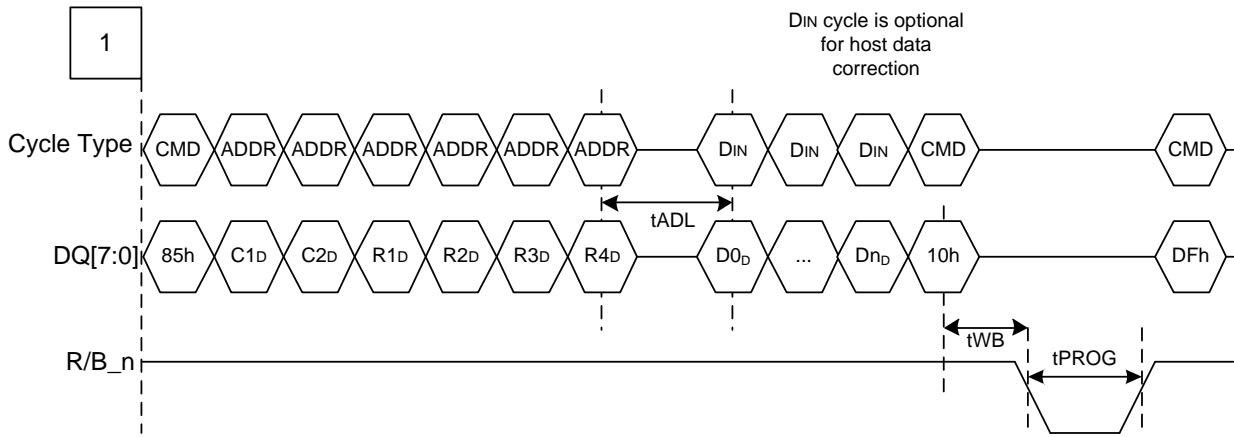 1
DIN cycle is optional
for host data
correction
Cycle Type CMD ADDR ADDR ADDR ADDR ADDR ADDR DIN DIN DIN CMD CMD
tADL
DQ[7:0] 85h C1D C2D R1D R2D R3D R4D D0D ... DnD 10h DFh
tWB
tPROG
R/B_n